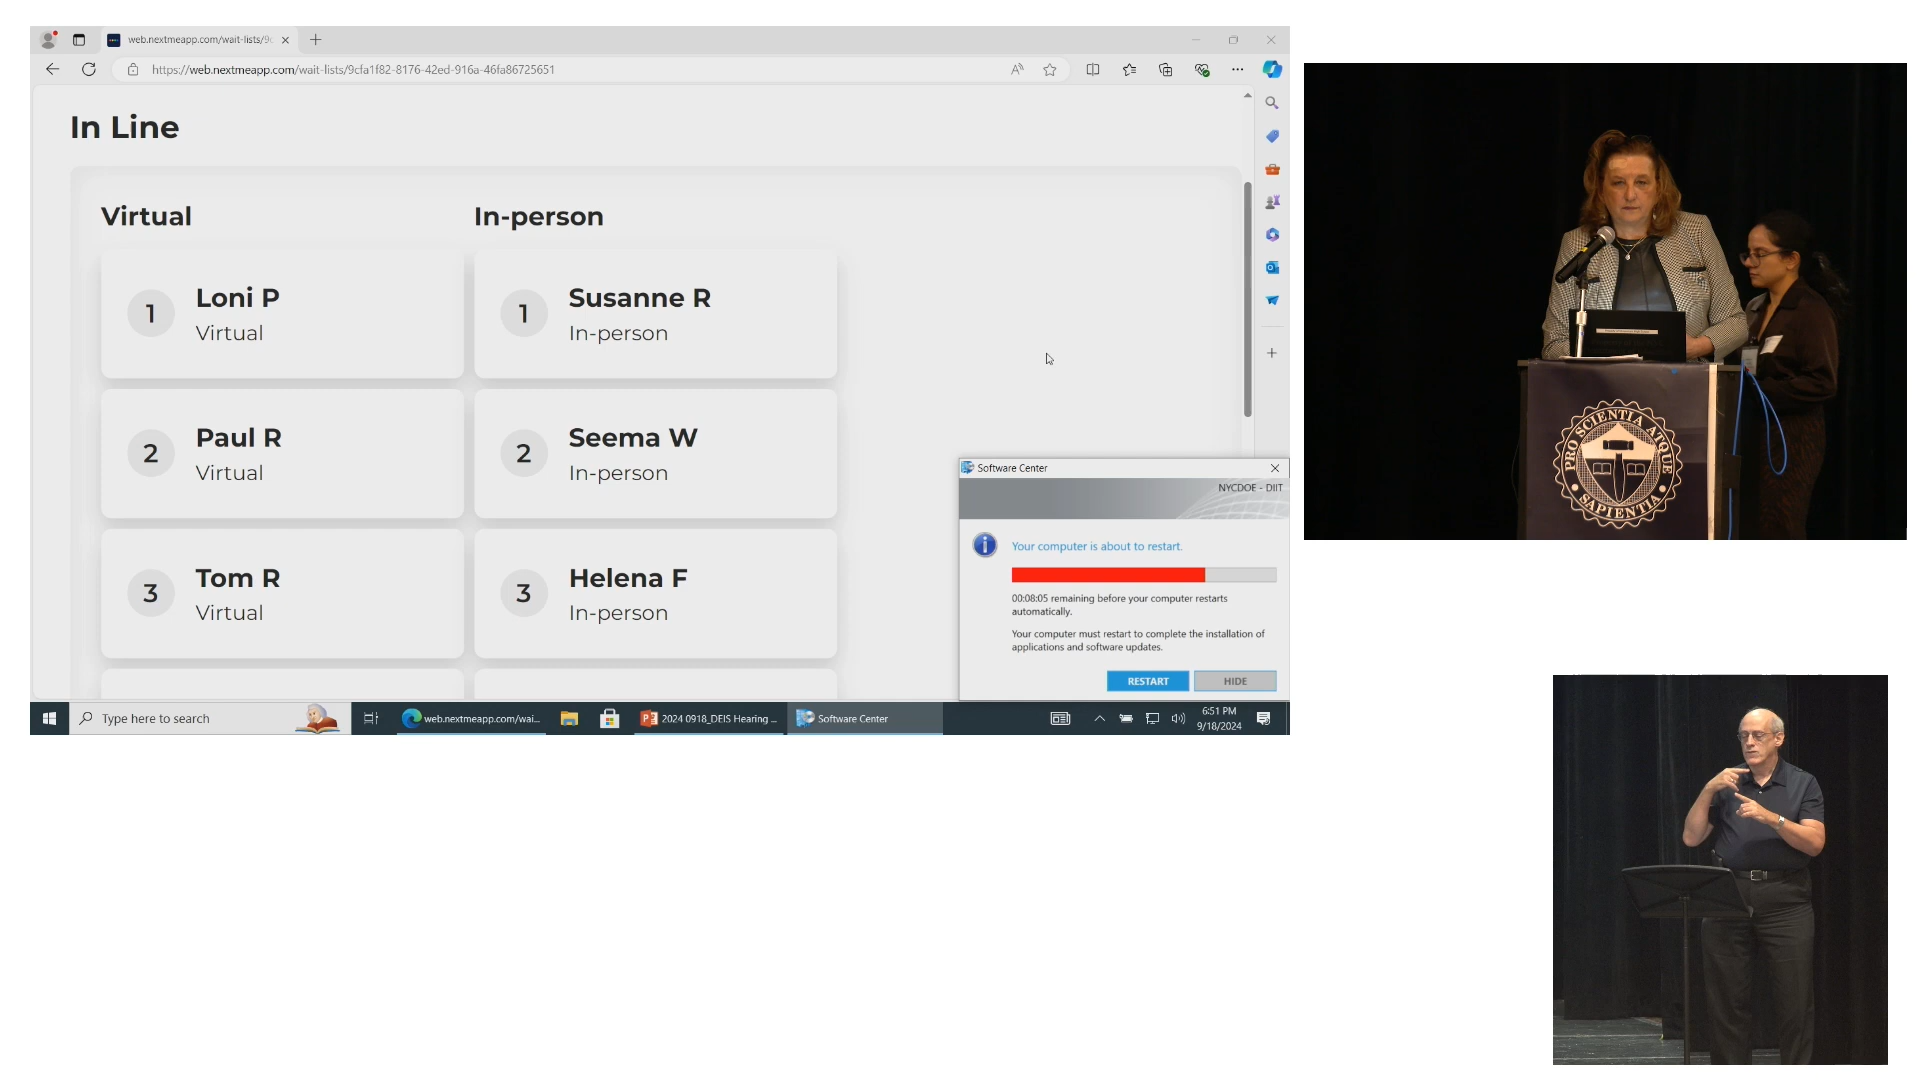 web.nextmeapp.com/wait-lists/9c
https://web.nextmeapp.com/wait-lists/9cfa1f82-8176-42ed-916a-46fa86725651
In Line
Virtual
In-person
1
Loni P
Virtual
1
Susanne R
In-person
2
Paul R
Virtual
2
Seema W
In-person
3
Tom R
Virtual
3
Helena F
In-person
Software Center
NYCDOE - DIIT
Your computer is about to restart.
00:08:05 remaining before your computer restarts
automatically.
Your computer must restart to complete the installation of
applications and software updates.
RESTART
HIDE
Type here to search
web.nextmeapp.com/wai...
2024 0918_DEIS Hearing ...
Software Center
6:51 PM
9/18/2024
PRO SCIENTIA ATQUE
SAPIENTIA